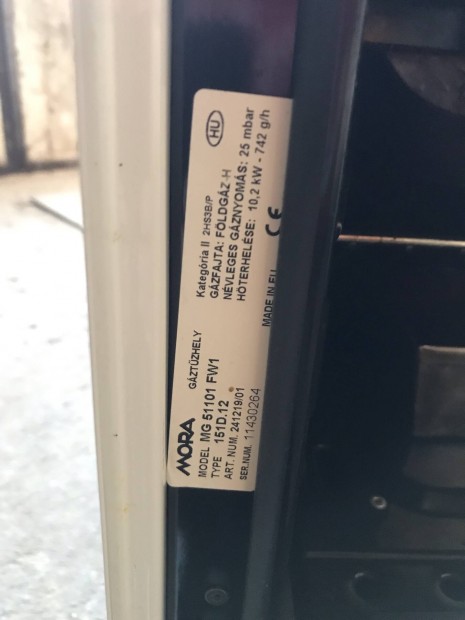 HU
MORA GÁZTŰZHELY Kategória II 2HS3B/P
MODEL MG 51101 FW1 GÁZFAJTA: FÖLDGÁZ-H
TYPE 151D.12 NÉVLEGES GÁZNYOMÁS: 25 mbar
ART. NUM. 241219/01 HŐTERHELÉSE: 10,2 kW - 742 g/h
SER.NUM. 11430264 MADE IN EU CE